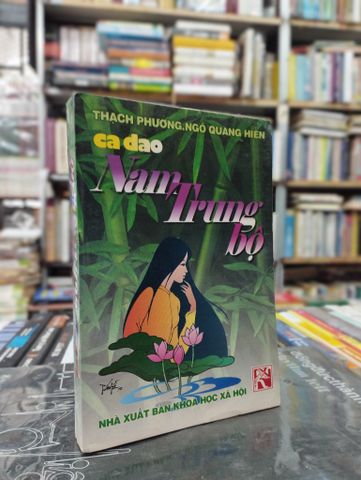 THẠCH PHƯƠNG.NGÔ QUANG HIỂN
ca dao
Nam
Trung
bộ
NHÀ XUẤT BẢN KHOA HỌC XÃ HỘI